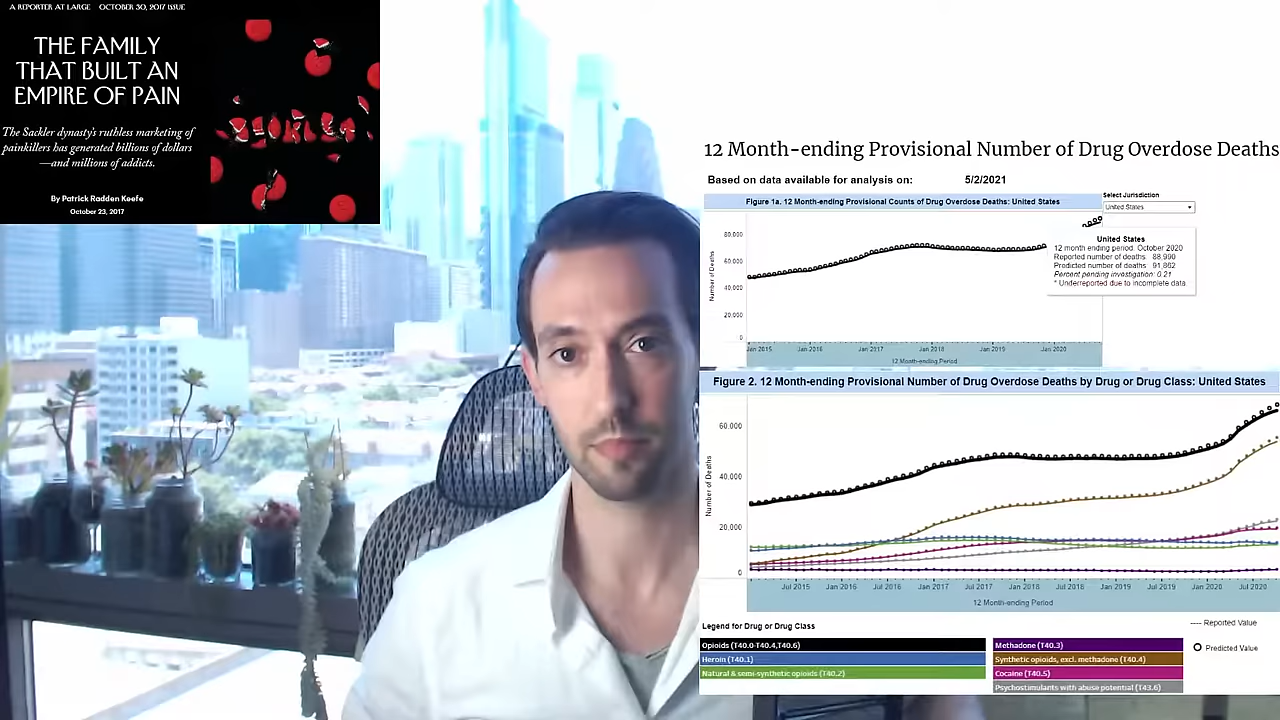 A REPORTER AT LARGE OCTOBER 30, 2017 ISSUE
THE FAMILY
THAT BUILT AN
EMPIRE OF PAIN
The Sackler dynasty's ruthless marketing of
painkillers has generated billions of dollars
—and millions of addicts.
By Patrick Radden Keefe
October 23, 2017
12 Month-ending Provisional Number of Drug Overdose Deaths
Based on data available for analysis on: 5/2/2021
Figure 1a. 12 Month-ending Provisional Counts of Drug Overdose Deaths: United States
Select Jurisdiction
United States
Number of Deaths
80,000
60,000
40,000
20,000
0
Jan 2015 Jan 2016 Jan 2017 Jan 2018 Jan 2019 Jan 2020
12 Month-ending Period
United States
12 month ending period: October 2020
Reported number of deaths: 88,990
Predicted number of deaths: 91,862
Percent pending investigation: 0.21
* Underreported due to incomplete data.
Figure 2. 12 Month-ending Provisional Number of Drug Overdose Deaths by Drug or Drug Class: United States
Number of Deaths
60,000
40,000
20,000
0
Jul 2015 Jan 2016 Jul 2016 Jan 2017 Jul 2017 Jan 2018 Jul 2018 Jan 2019 Jul 2019 Jan 2020 Jul 2020
12 Month-ending Period
Legend for Drug or Drug Class
Opioids (T40.0-T40.4,T40.6)
Heroin (T40.1)
Natural & semi-synthetic opioids (T40.2)
Methadone (T40.3)
Synthetic opioids, excl. methadone (T40.4)
Cocaine (T40.5)
Psychostimulants with abuse potential (T43.6)
---- Reported Value
Predicted Value